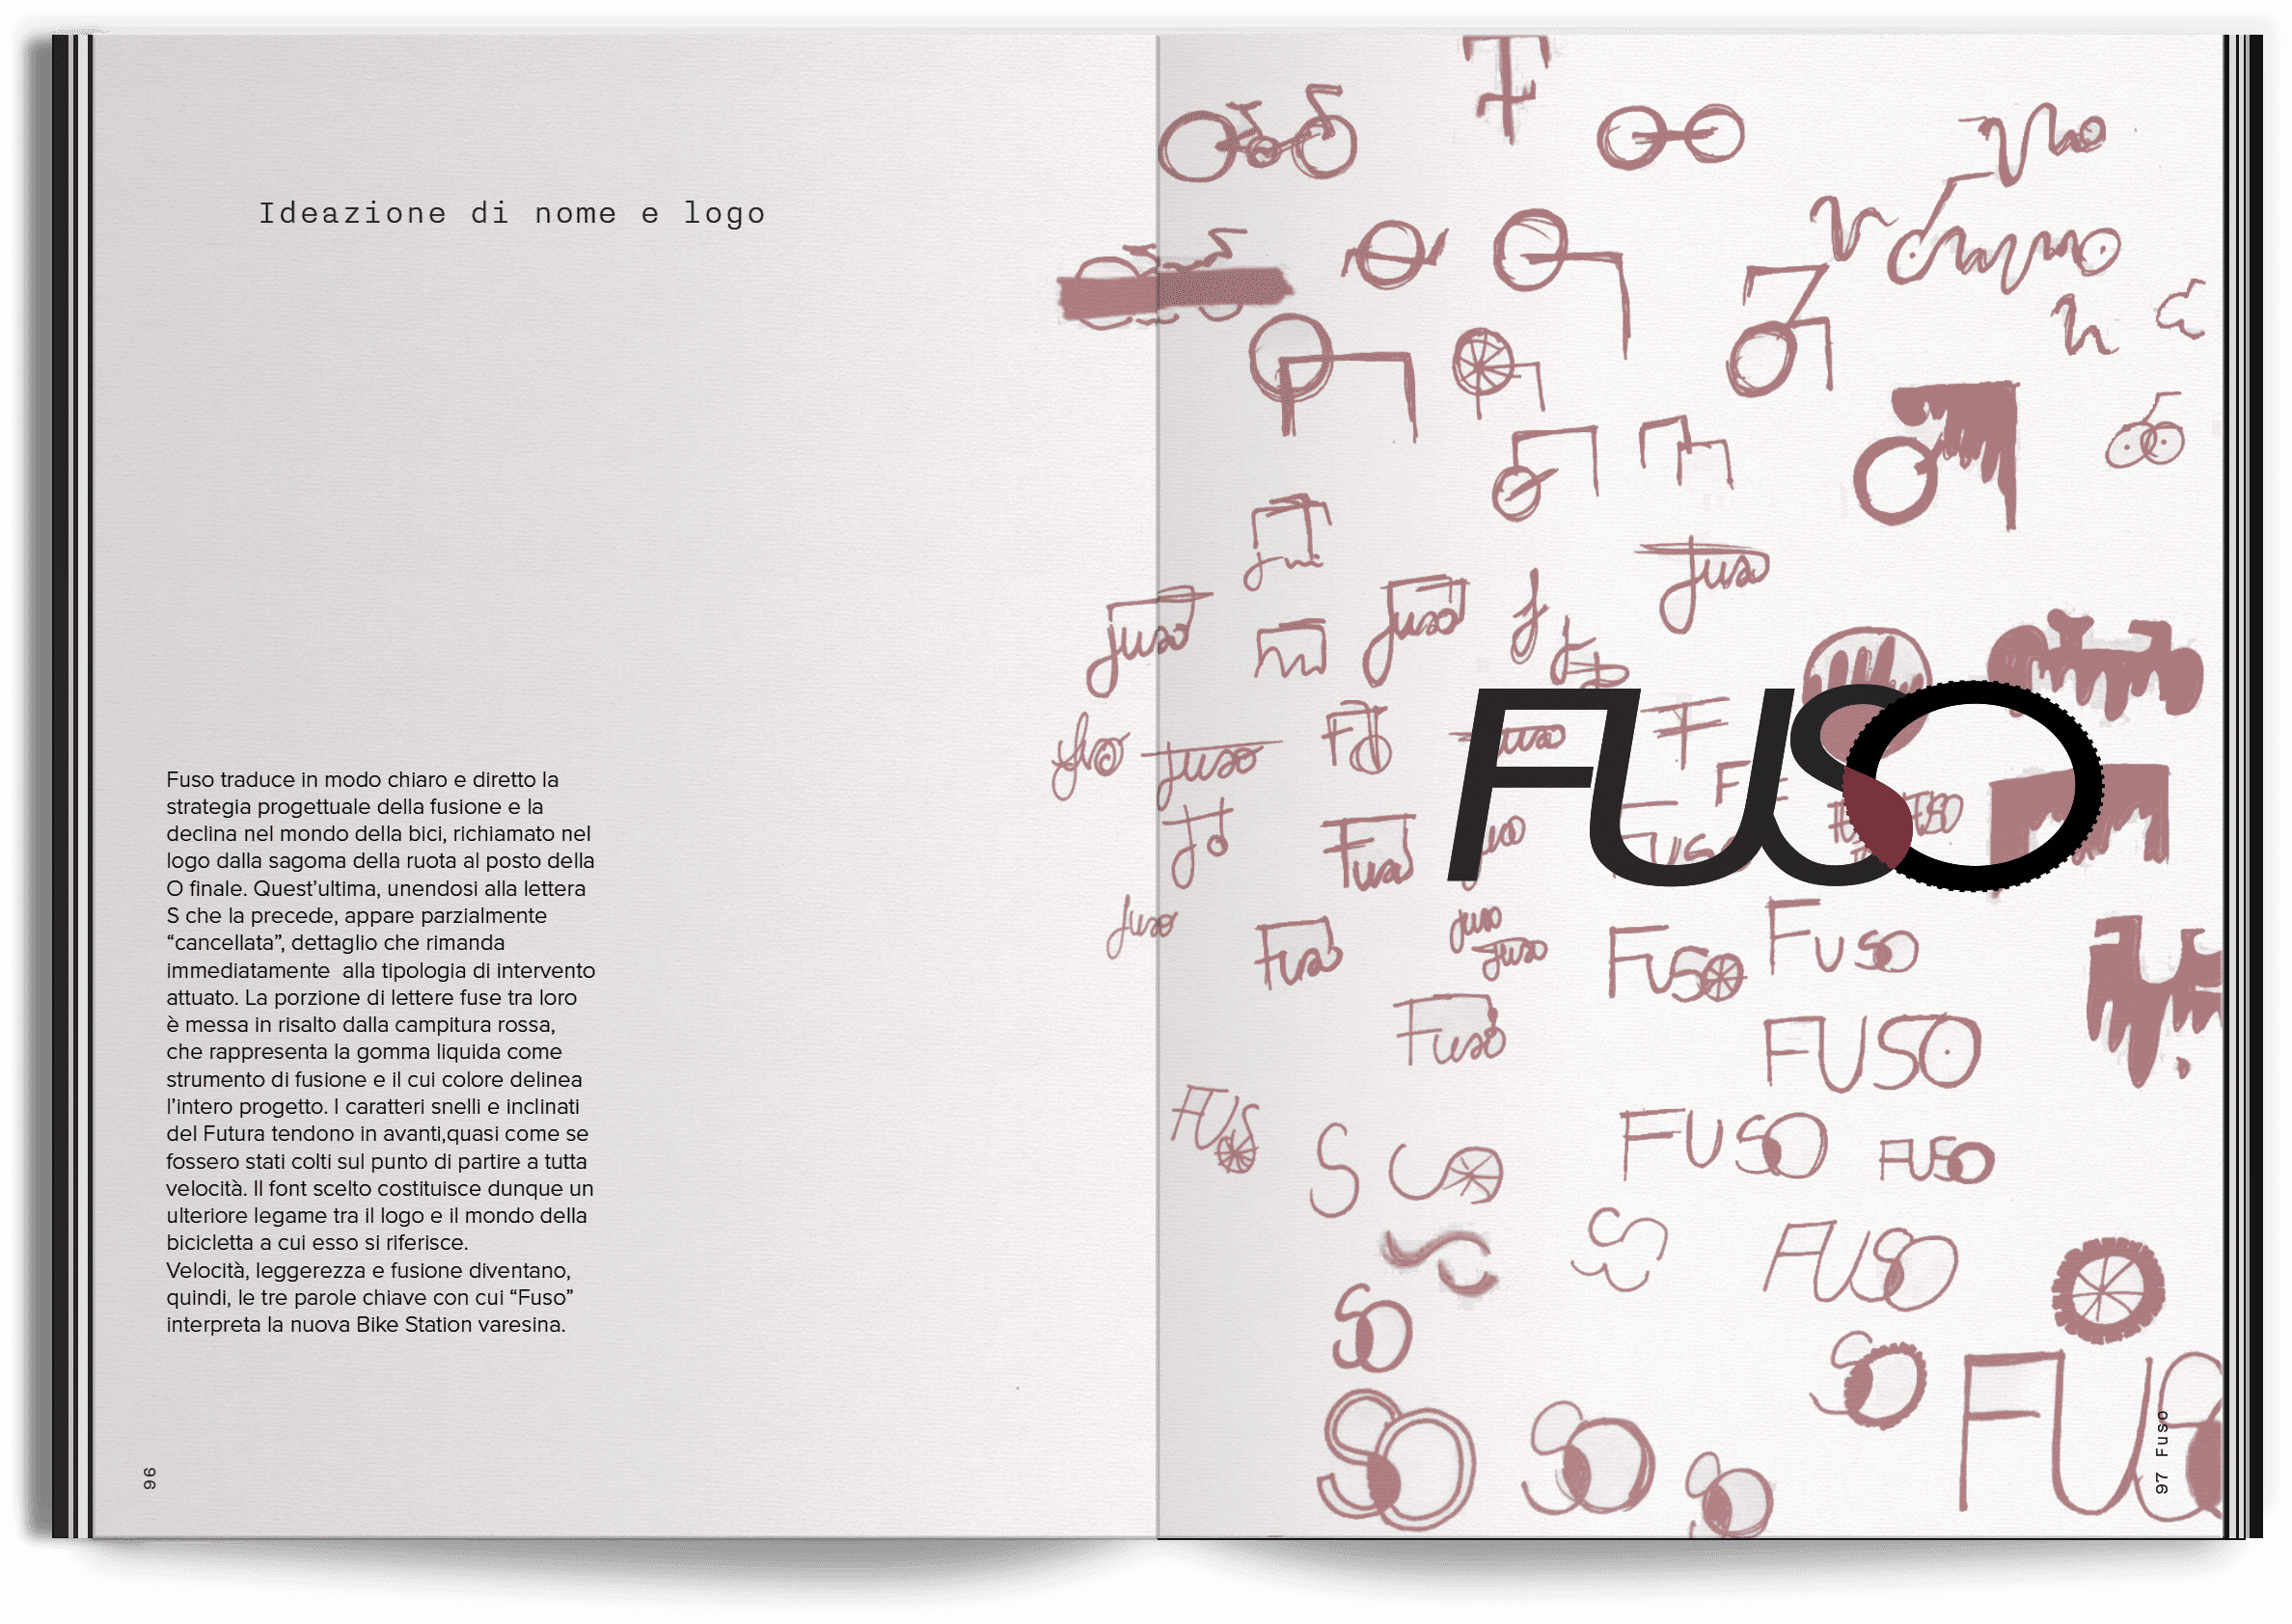 Ideazione di nome e logo
Fuso traduce in modo chiaro e diretto la
strategia progettuale della fusione e la
declina nel mondo della bici, richiamato nel
logo dalla sagoma della ruota al posto della
O finale. Quest’ultima, unendosi alla lettera
S che la precede, appare parzialmente
“cancellata”, dettaglio che rimanda
immediatamente  alla tipologia di intervento
attuato. La porzione di lettere fuse tra loro
è messa in risalto dalla campitura rossa,
che rappresenta la gomma liquida come
strumento di fusione e il cui colore delinea
l’intero progetto. I caratteri snelli e inclinati
del Futura tendono in avanti,quasi come se
fossero stati colti sul punto di partire a tutta
velocità. Il font scelto costituisce dunque un
ulteriore legame tra il logo e il mondo della
bicicletta a cui esso si riferisce.
Velocità, leggerezza e fusione diventano,
quindi, le tre parole chiave con cui “Fuso”
interpreta la nuova Bike Station varesina.
96
fuso
fuso
fuso
fuso
Fuso
fuso
Fuso
fuso
fuso
Fuso
Fuso
Fuso
FUSO
FUSO
FUSO
FUSO
FUSO
FUS
S
SO
FUS
97 Fuso